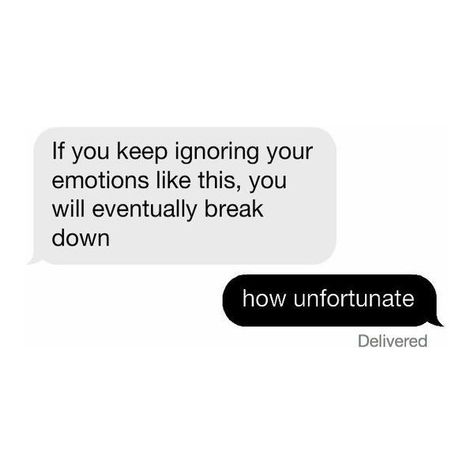 If you keep ignoring your
emotions like this, you
will eventually break
down
how unfortunate
Delivered